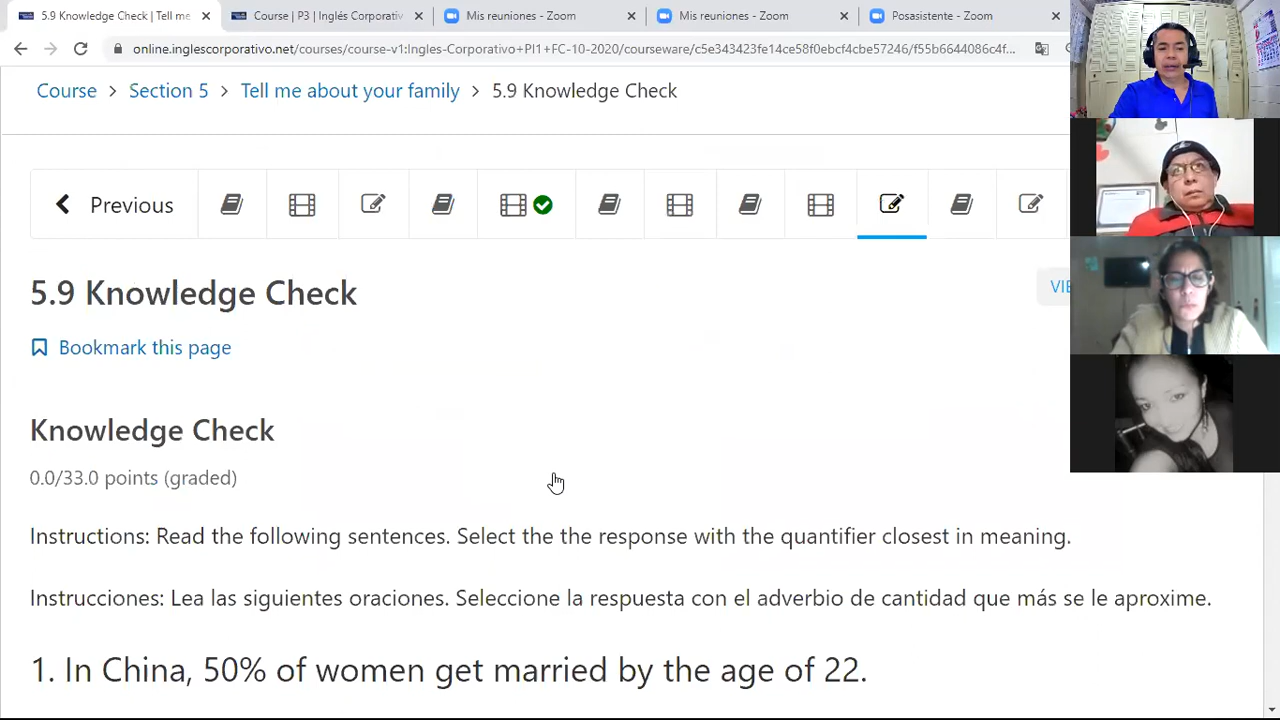 5.9 Knowledge Check | Tell me
Course | P3 | Inglés Corporativ
Mis reuniones - Zoom
Mis reuniones - Zoom
Posasistente - Zoom
online.inglescorporativo.net/courses/course-v1:Ingles-Corporativo+PI1+FC-10-2020/courseware/c5e343423fe14ce58f0ebcf4cbe57246/f55b6644086c4f...
Course > Section 5 > Tell me about your family > 5.9 Knowledge Check
Previous
5.9 Knowledge Check
VIE
Bookmark this page
Knowledge Check
0.0/33.0 points (graded)
Instructions: Read the following sentences. Select the the response with the quantifier closest in meaning.
Instrucciones: Lea las siguientes oraciones. Seleccione la respuesta con el adverbio de cantidad que más se le aproxime.
1. In China, 50% of women get married by the age of 22.